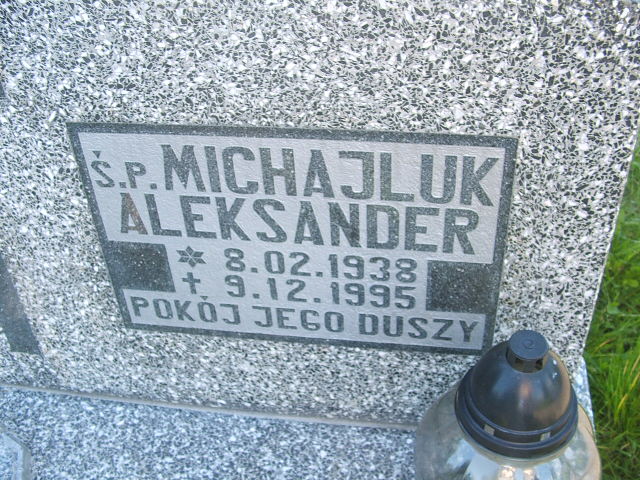 Ś.P. MICHAJLUK
ALEKSANDER
* 8.02.1938
† 9.12.1995
POKÓJ JEGO DUSZY